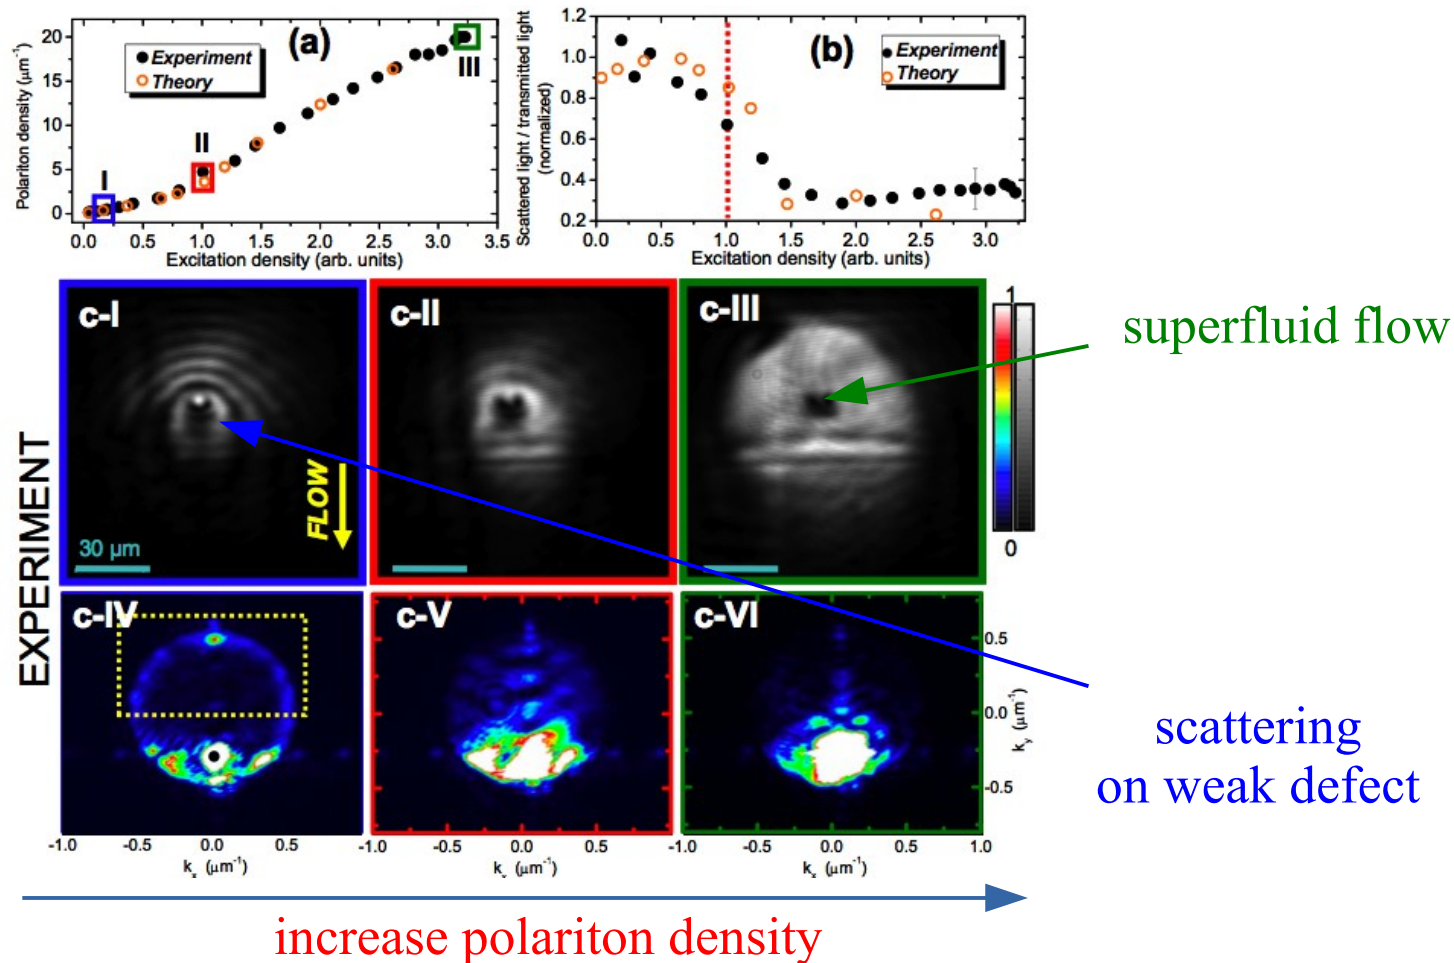 (a)
Experiment
Theory
I
II
III
Polariton density (μm⁻¹)
20
15
10
5
0
0.0 0.5 1.0 1.5 2.0 2.5 3.0 3.5
Excitation density (arb. units)
(b)
Experiment
Theory
Scattered light / transmitted light
(normalized)
1.2
1.0
0.8
0.6
0.4
0.2
0.0 0.5 1.0 1.5 2.0 2.5 3.0
Excitation density (arb. units)
EXPERIMENT
c-I
FLOW
30 μm
c-II
c-III
1
0
superfluid flow
c-IV
c-V
c-VI
0.5
0.0
-0.5
k_y (μm⁻¹)
-1.0 -0.5 0.0 0.5
k_x (μm⁻¹)
-1.0 -0.5 0.0 0.5
k_x (μm⁻¹)
-1.0 -0.5 0.0 0.5 1.0
k_x (μm⁻¹)
scattering
on weak defect
increase polariton density